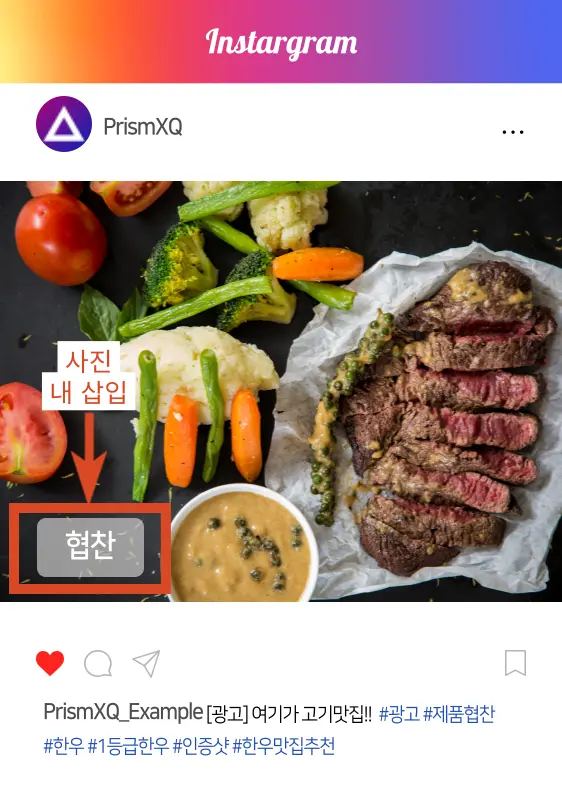 Instargram
PrismXQ
...
사진
내 삽입
협찬
PrismXQ_Example [광고] 여기가 고기맛집!! #광고 #제품협찬
#한우 #1등급한우 #인증샷 #한우맛집추천